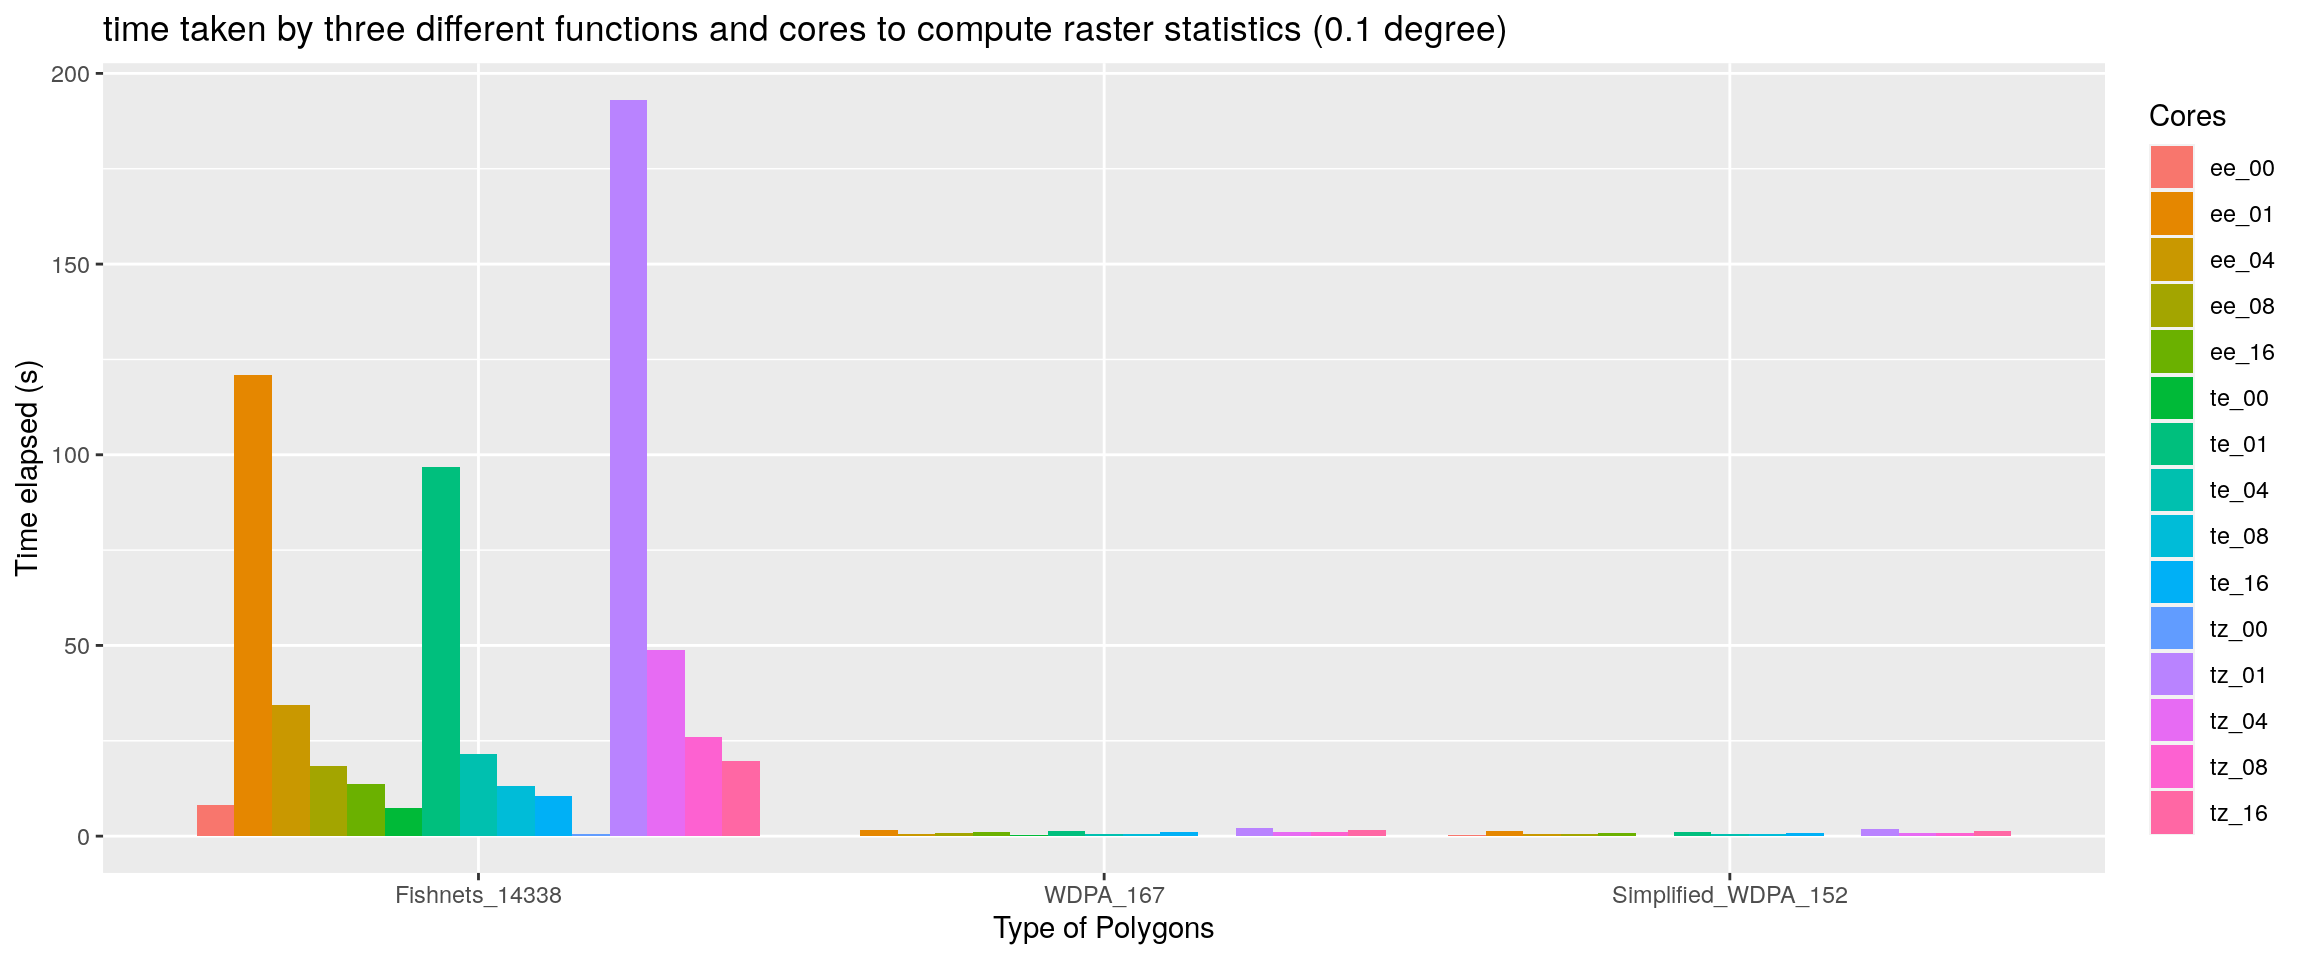 time taken by three different functions and cores to compute raster statistics (0.1 degree)
200
150
100
50
0
Time elapsed (s)
Fishnets_14338
WDPA_167
Simplified_WDPA_152
Type of Polygons
Cores
ee_00
ee_01
ee_04
ee_08
ee_16
te_00
te_01
te_04
te_08
te_16
tz_00
tz_01
tz_04
tz_08
tz_16